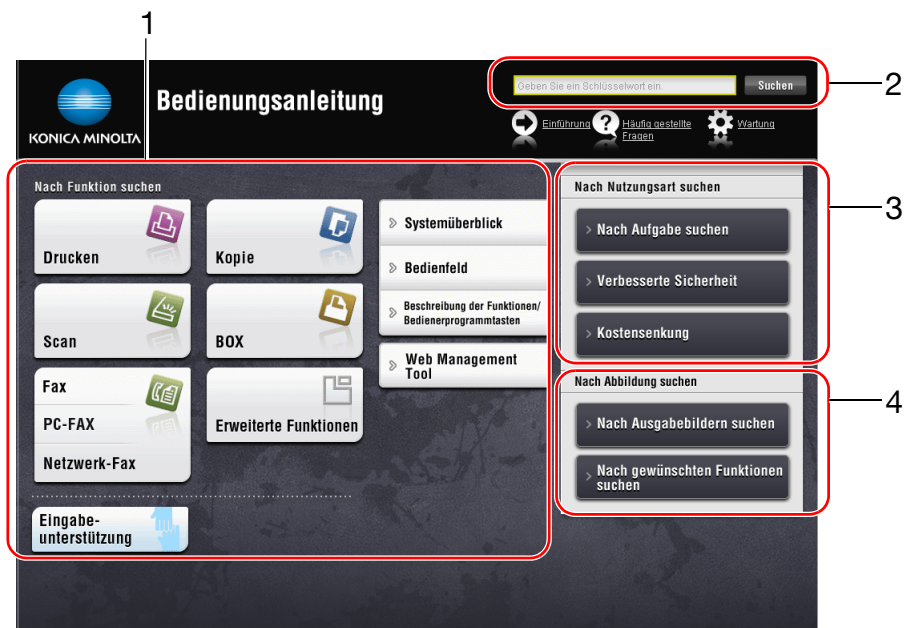 1
2
Geben Sie ein Schlüsselwort ein.
Suchen
KONICA MINOLTA
Bedienungsanleitung
Einführung
Häufig gestellte
Fragen
Wartung
Nach Funktion suchen
Drucken
Kopie
Scan
BOX
Fax
PC-FAX
Netzwerk-Fax
Erweiterte Funktionen
Eingabe-
unterstützung
Systemüberblick
Bedienfeld
Beschreibung der Funktionen/
Bedienerprogrammtasten
Web Management
Tool
3
Nach Nutzungsart suchen
Nach Aufgabe suchen
Verbesserte Sicherheit
Kostensenkung
4
Nach Abbildung suchen
Nach Ausgabebildern suchen
Nach gewünschten Funktionen
suchen